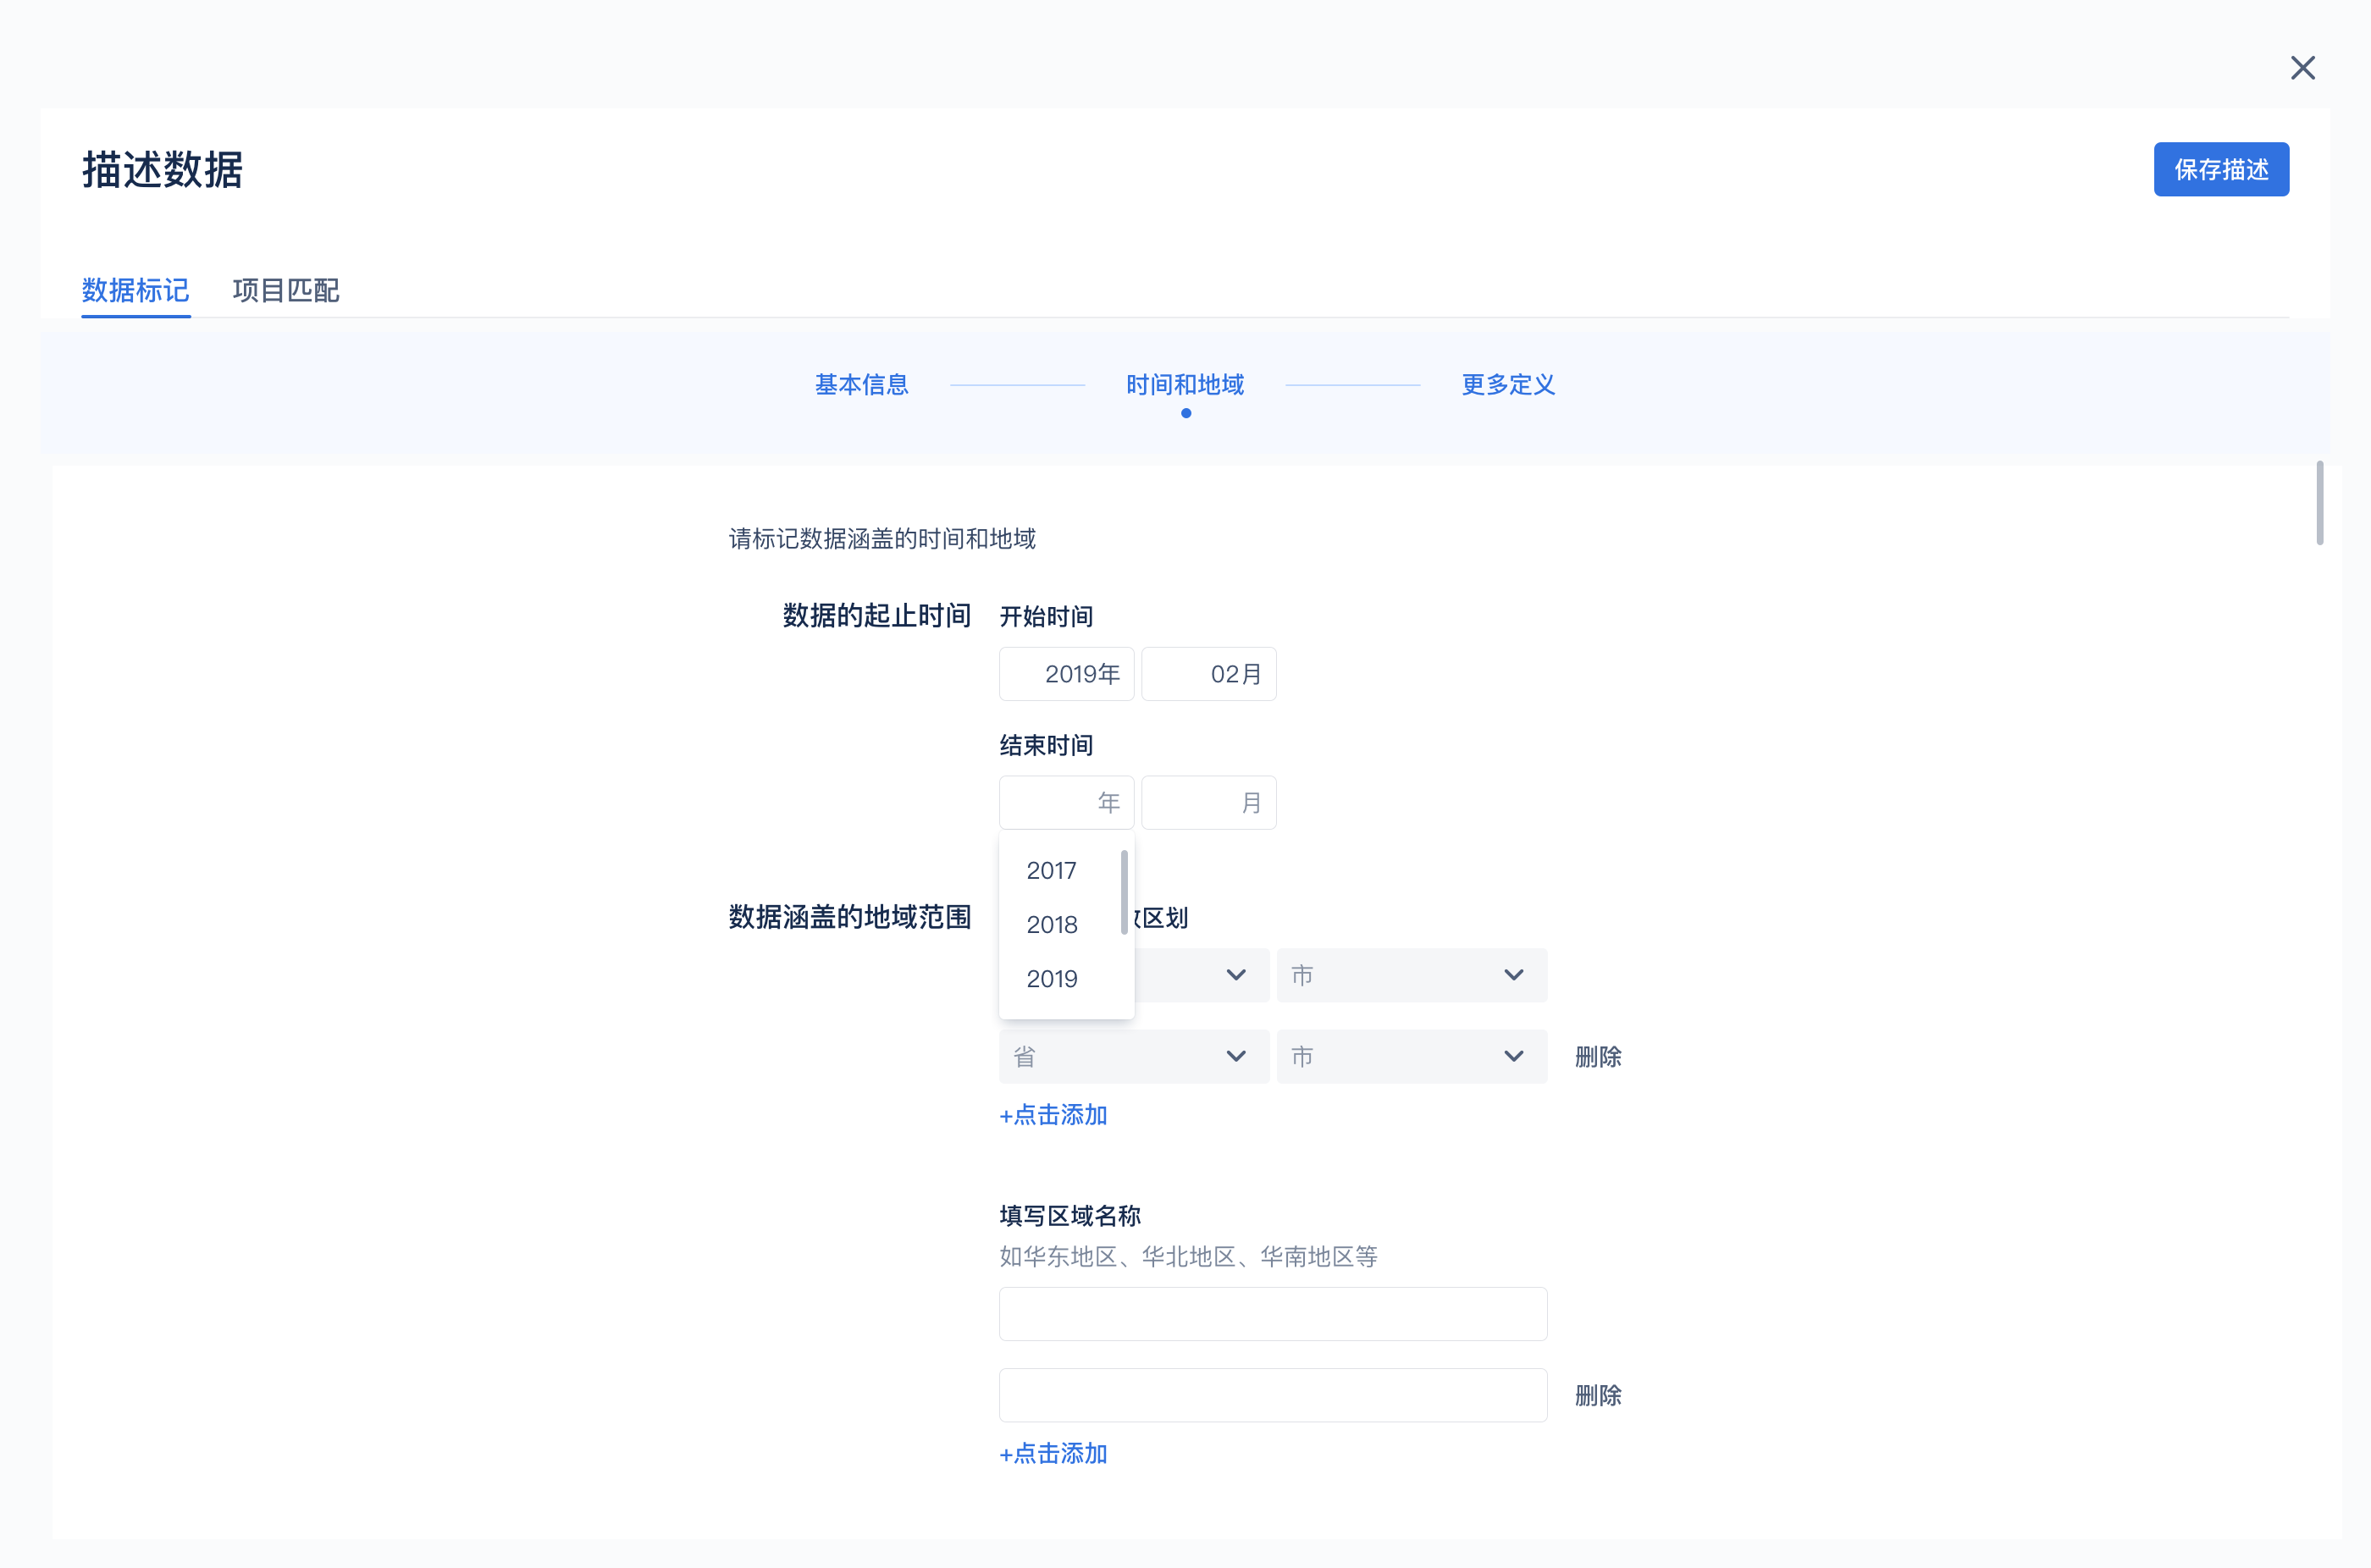 描述数据
保存描述
数据标记 项目匹配
基本信息 时间和地域 更多定义
请标记数据涵盖的时间和地域
数据的起止时间 开始时间
2019年 02月
结束时间
年 月
2017
2018
2019
数据涵盖的地域范围 区划
市
省 市 删除
+点击添加
填写区域名称
如华东地区、华北地区、华南地区等
删除
+点击添加